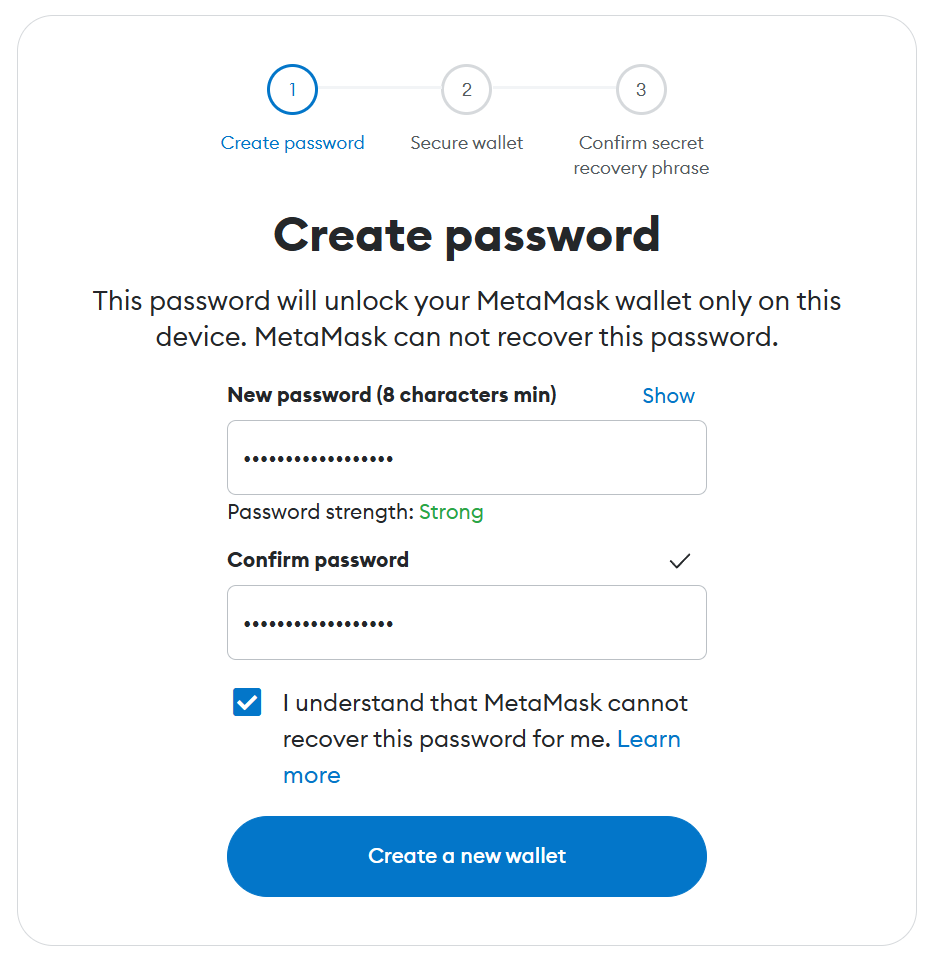 1 2 3
Create password Secure wallet Confirm secret
recovery phrase
Create password
This password will unlock your MetaMask wallet only on this
device. MetaMask can not recover this password.
New password (8 characters min) Show
••••••••••••••••••
Password strength: Strong
Confirm password
••••••••••••••••••
I understand that MetaMask cannot
recover this password for me. Learn
more
Create a new wallet